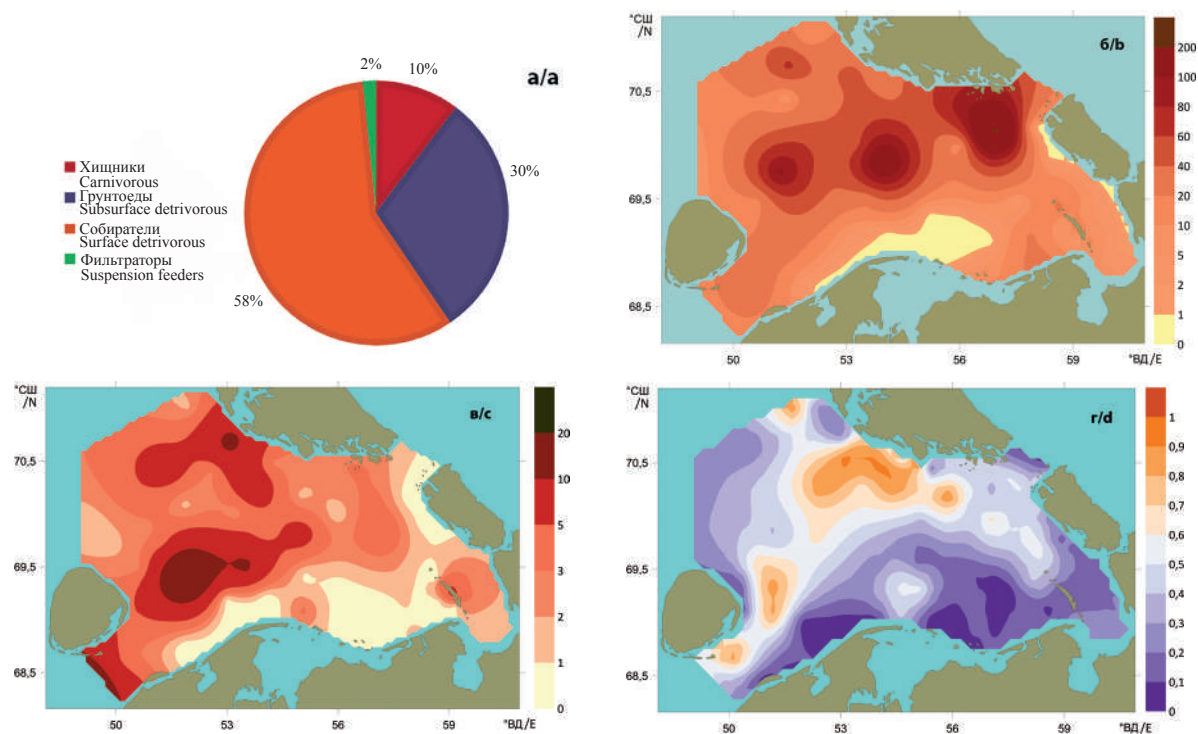 а/a
2%
10%
30%
58%
Хищники
Carnivorous
Грунтоеды
Subsurface detrivorous
Собиратели
Surface detrivorous
Фильтраторы
Suspension feeders
°СШ
/N
б/b
70,5
69,5
68,5
50
53
56
59
°ВД/E
200
100
80
60
40
20
10
5
2
1
0
°СШ
/N
в/c
70,5
69,5
68,5
50
53
56
59
°ВД/E
20
10
5
3
2
1
0
°СШ
/N
г/d
70,5
69,5
68,5
50
53
56
59
°ВД/E
1
0,9
0,8
0,7
0,6
0,5
0,4
0,3
0,2
0,1
0